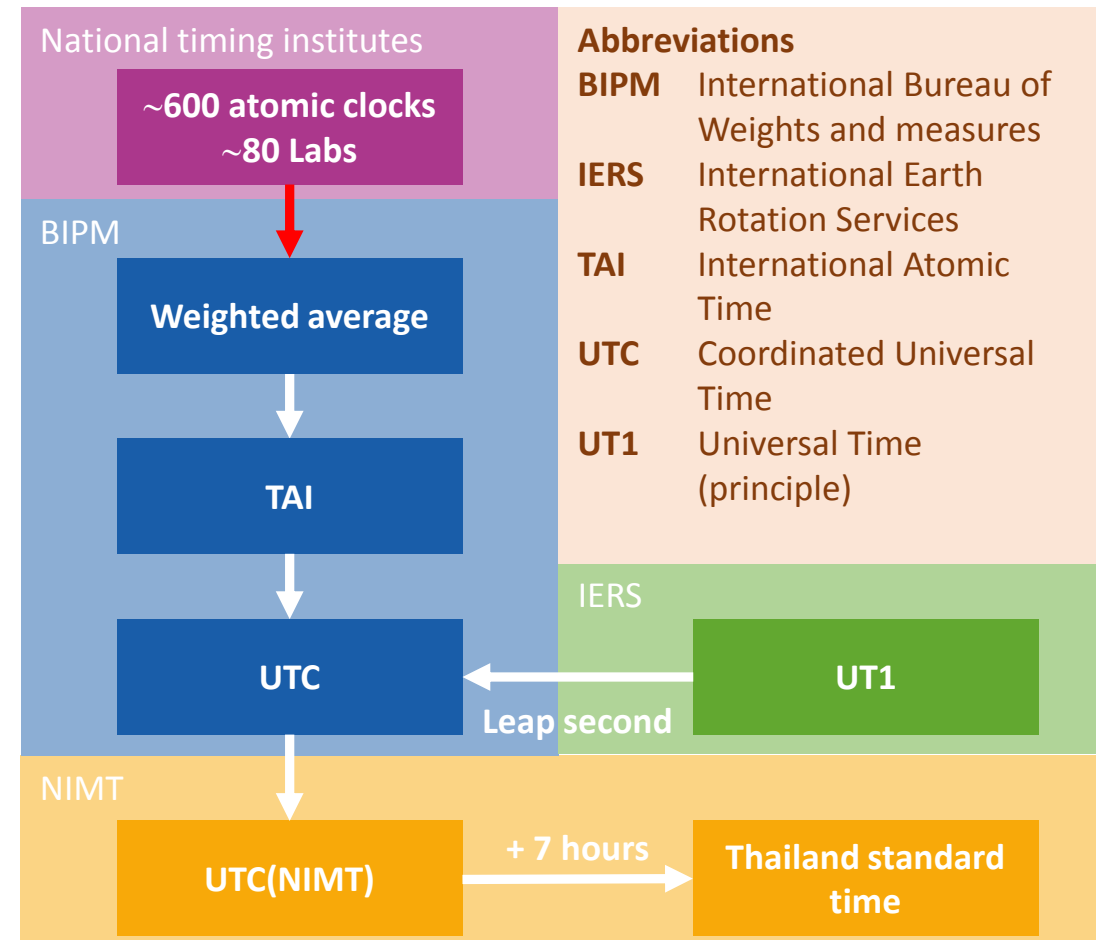 National timing institutes
~600 atomic clocks
~80 Labs
BIPM
Weighted average
TAI
UTC
Abbreviations
BIPM International Bureau of
Weights and measures
IERS International Earth
Rotation Services
TAI International Atomic
Time
UTC Coordinated Universal
Time
UT1 Universal Time
(principle)
IERS
UT1
Leap second
NIMT
UTC(NIMT)
+ 7 hours
Thailand standard
time